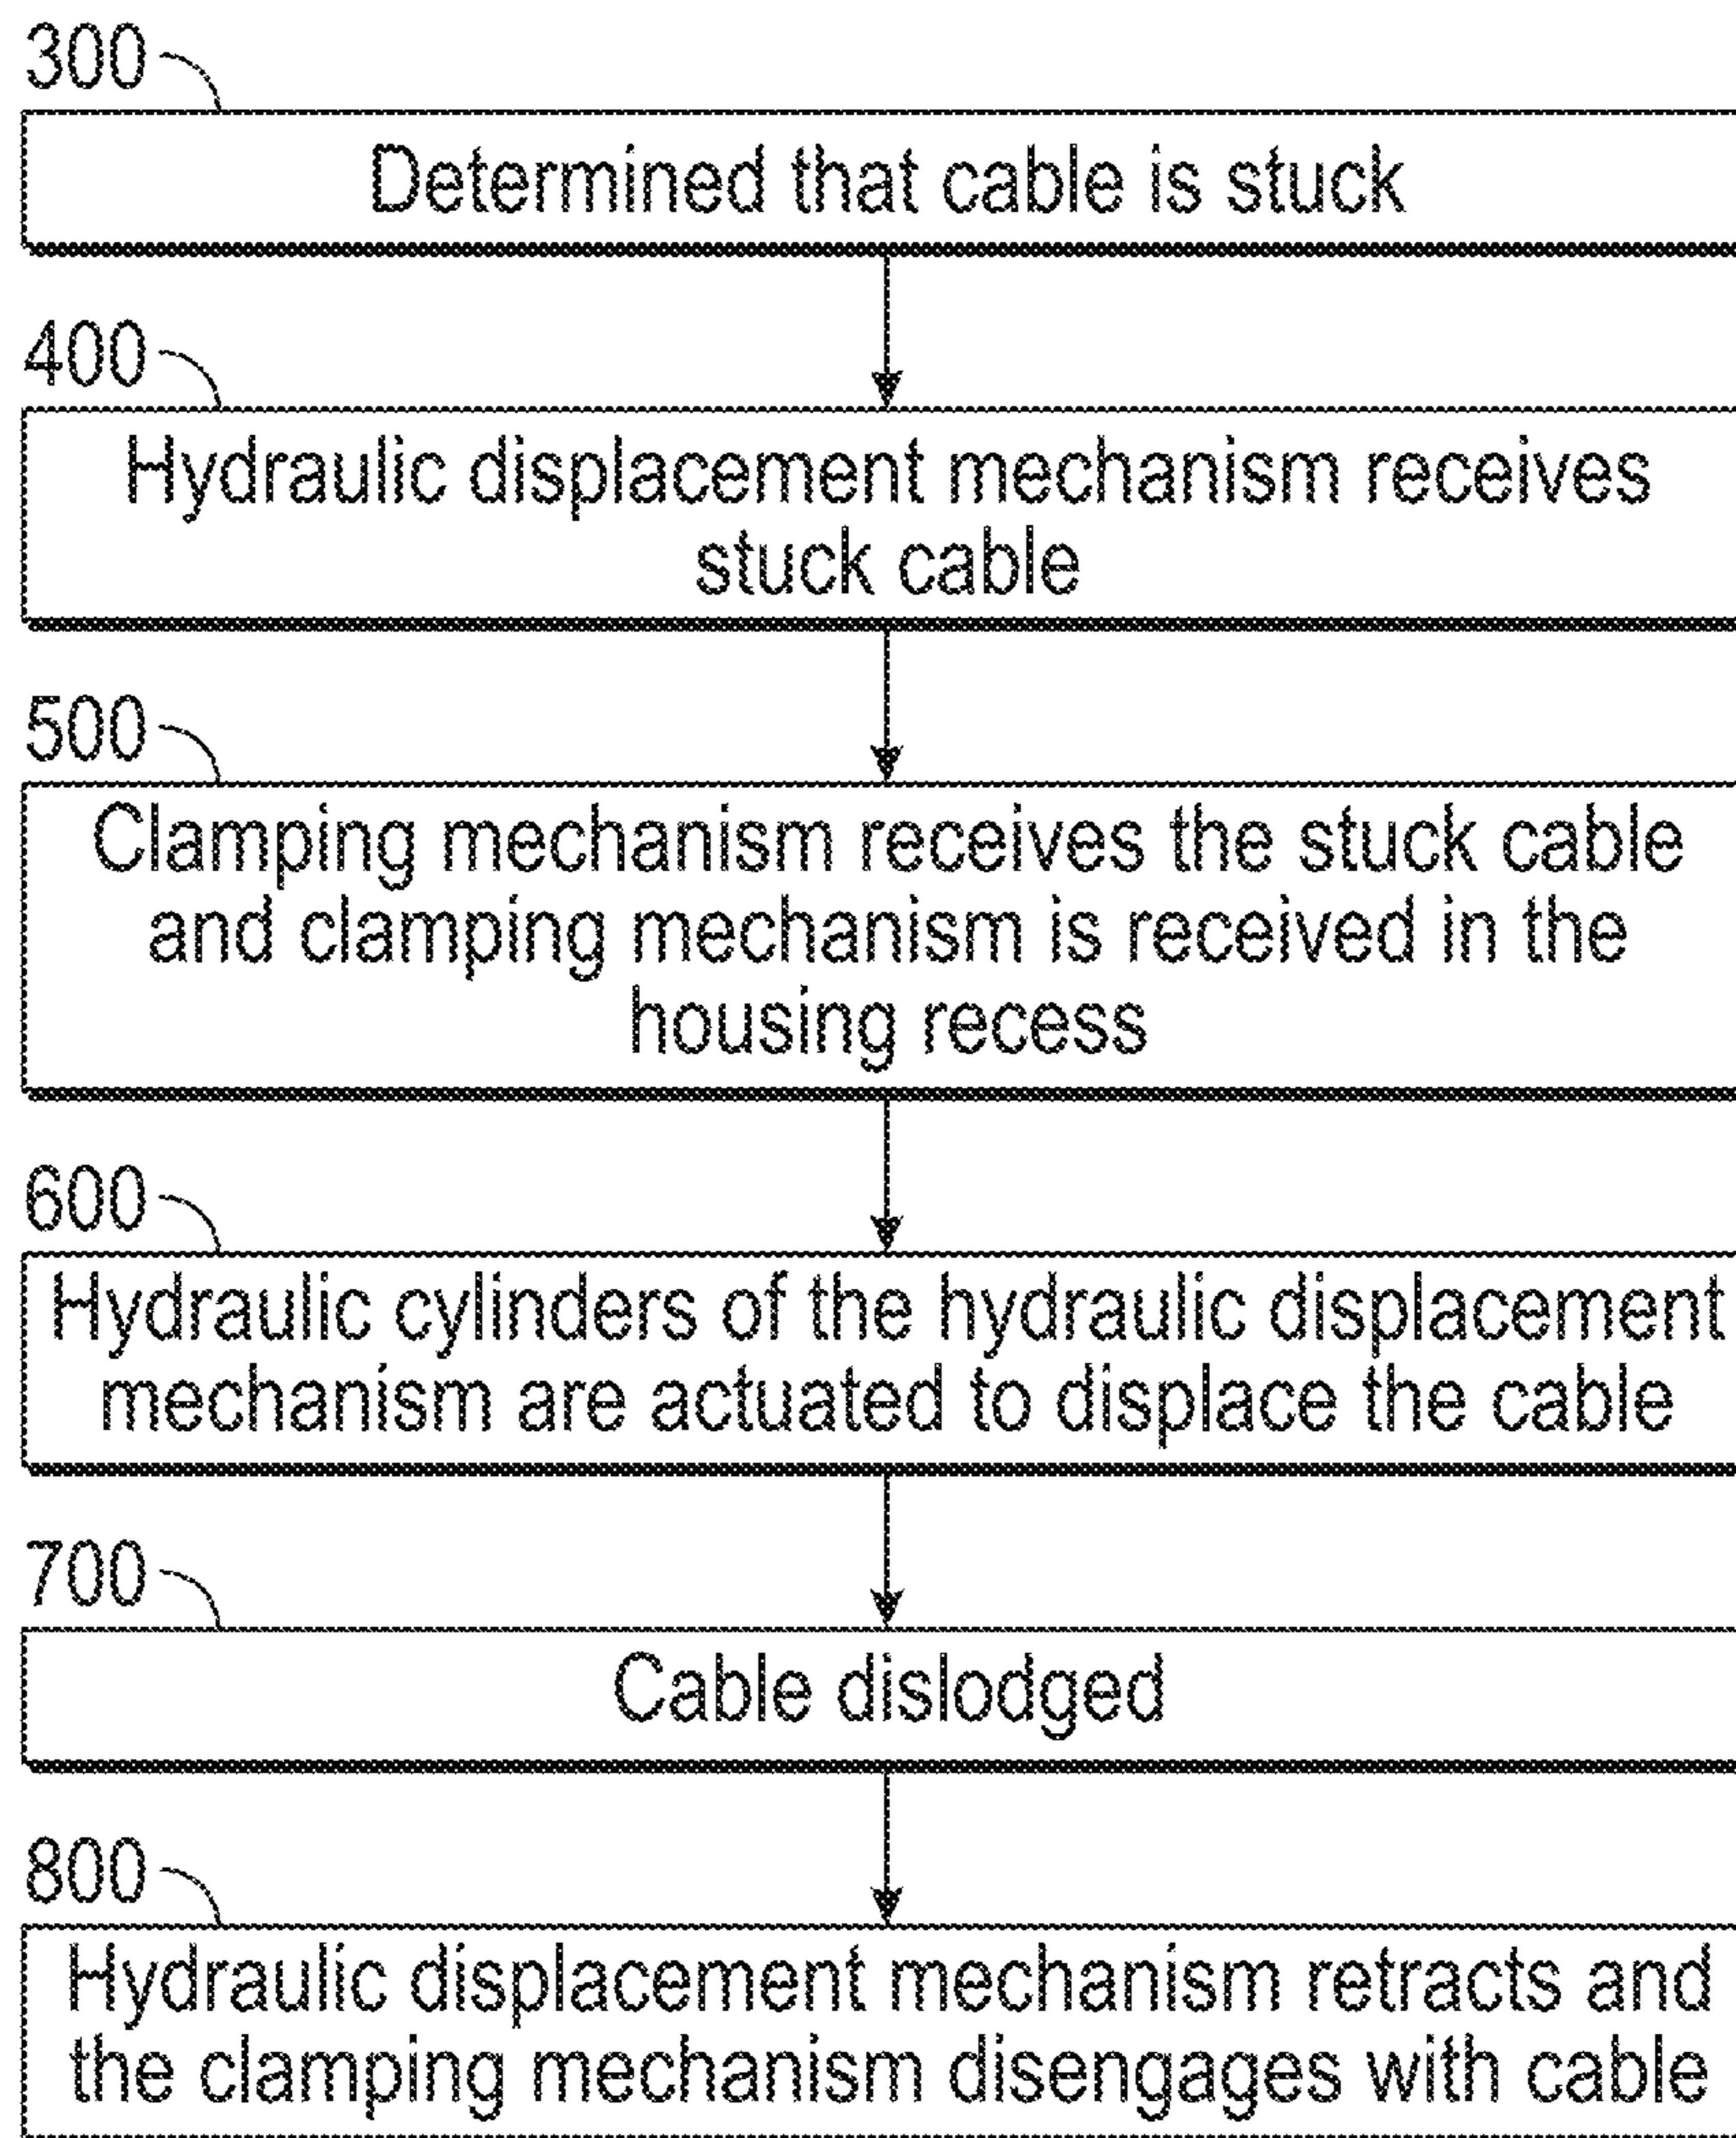 300
Determined that cable is stuck
400
Hydraulic displacement mechanism receives
stuck cable
500
Clamping mechanism receives the stuck cable
and clamping mechanism is received in the
housing recess
600
Hydraulic cylinders of the hydraulic displacement
mechanism are actuated to displace the cable
700
Cable dislodged
800
Hydraulic displacement mechanism retracts and
the clamping mechanism disengages with cable